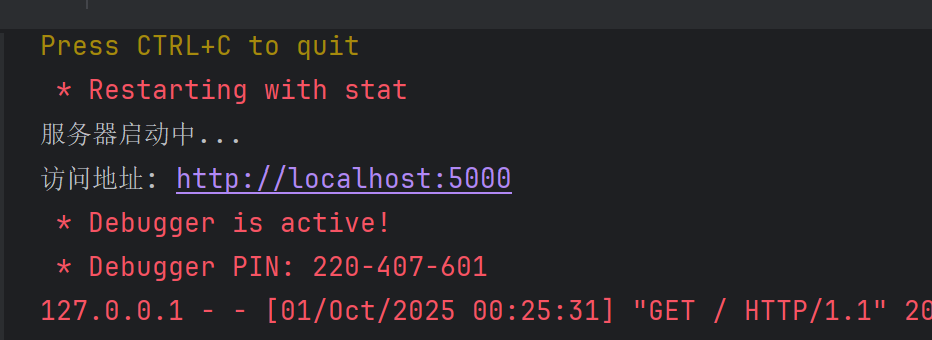 Press CTRL+C to quit
 * Restarting with stat
服务器启动中...
访问地址: http://localhost:5000
 * Debugger is active!
 * Debugger PIN: 220-407-601
127.0.0.1 - - [01/Oct/2025 00:25:31] "GET / HTTP/1.1" 20